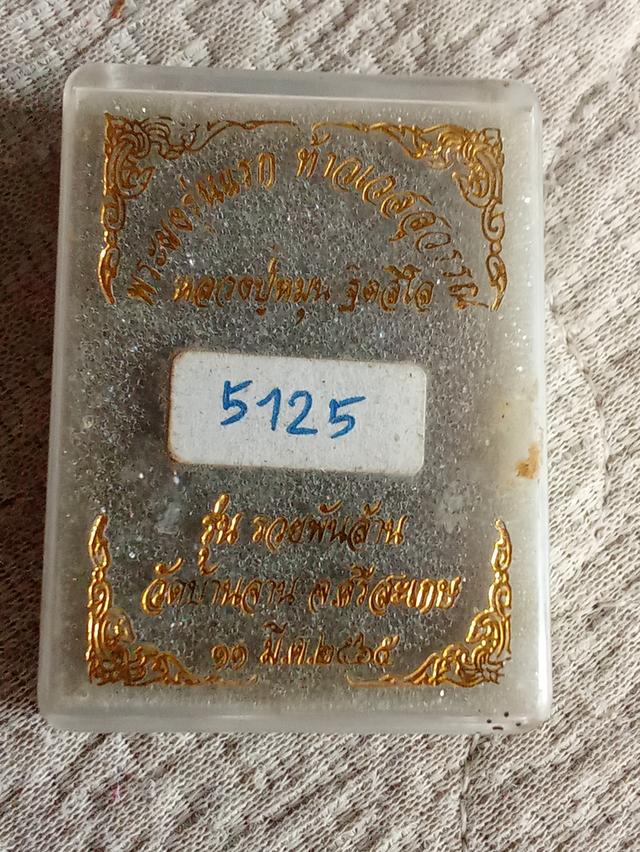 พระผงรุ่นแรก ท้าวเวสสุวรรณ
หลวงปู่หมุน ฐิตสีโล
5125
รุ่น รวยพันล้าน
วัดบ้านจาน จ.ศรีสะเกษ
๑๑ มี.ค.๒๕๖๕